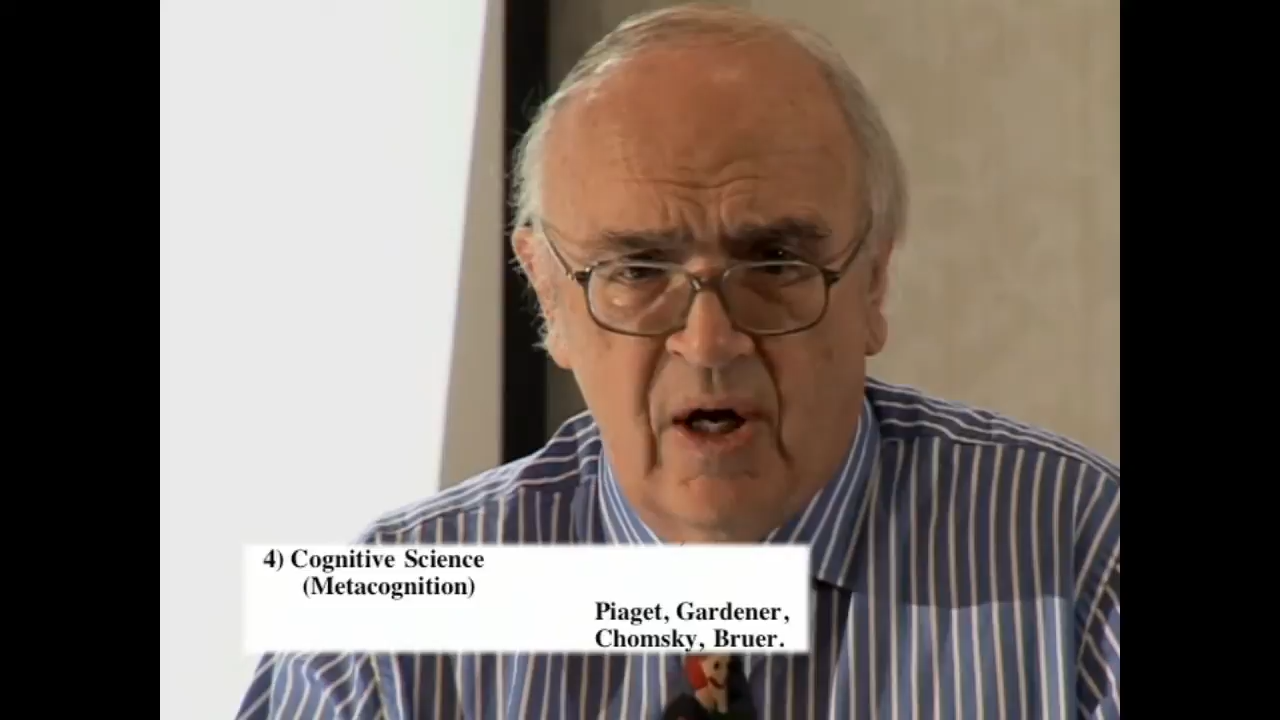 4) Cognitive Science
(Metacognition)
Piaget, Gardener,
Chomsky, Bruer.